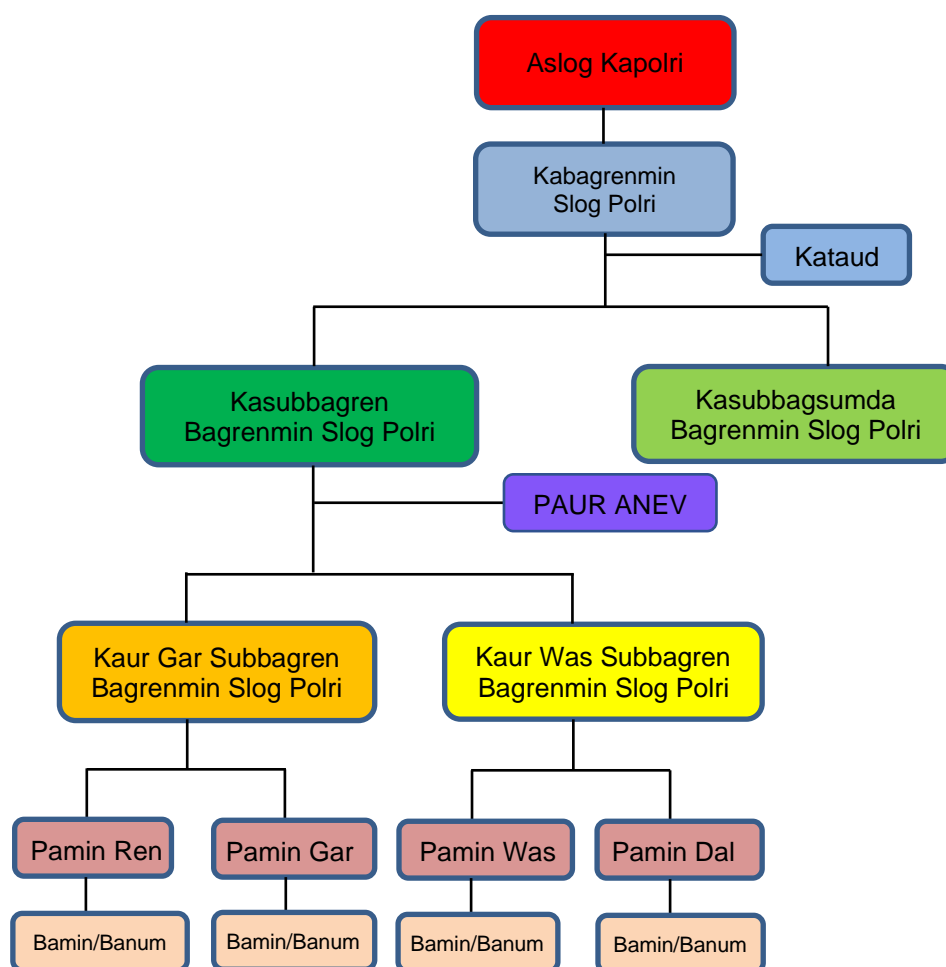 Aslog Kapolri
Kabagrenmin
Slog Polri
Kataud
Kasubbagren
Bagrenmin Slog Polri
Kasubbagsumda
Bagrenmin Slog Polri
PAUR ANEV
Kaur Gar Subbagren
Bagrenmin Slog Polri
Kaur Was Subbagren
Bagrenmin Slog Polri
Pamin Ren
Pamin Gar
Pamin Was
Pamin Dal
Bamin/Banum
Bamin/Banum
Bamin/Banum
Bamin/Banum